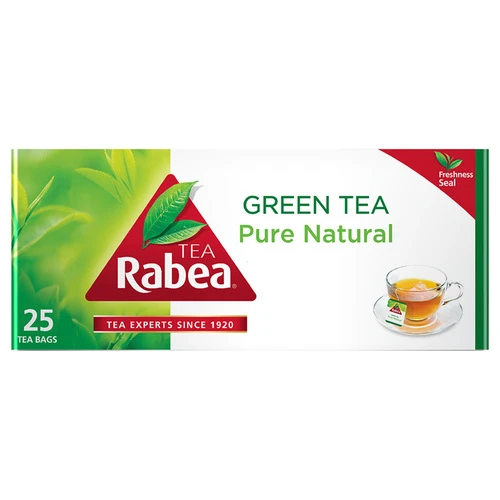 Freshness
Seal
GREEN TEA
Pure Natural
TEA
Rabea®
TEA EXPERTS SINCE 1920
25
TEA BAGS